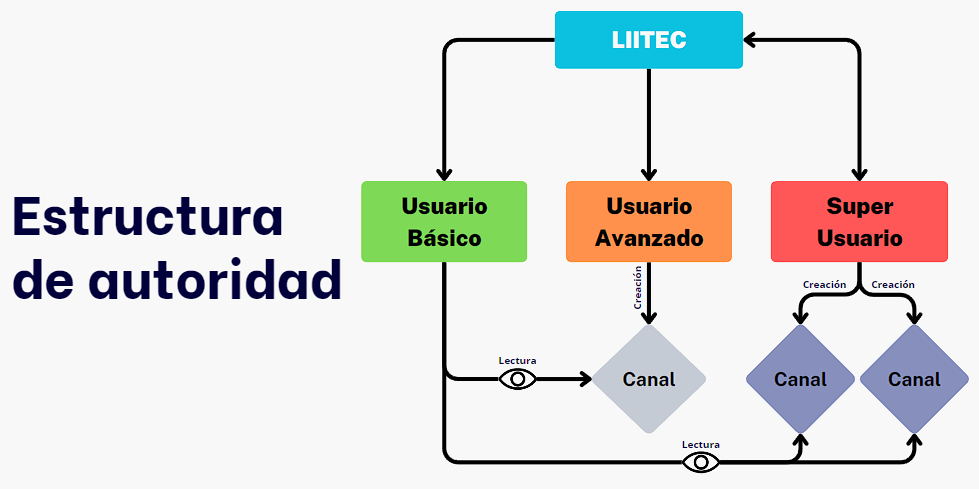 Estructura
de autoridad
LIITEC
Usuario
Básico
Usuario
Avanzado
Super
Usuario
Creación
Creación
Creación
Lectura
Canal
Canal
Canal
Lectura